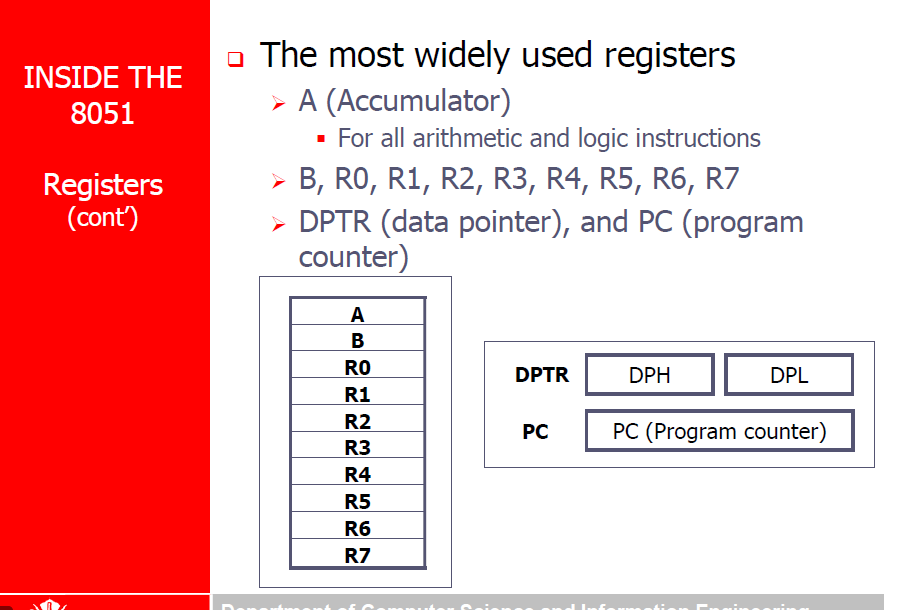 INSIDE THE
8051
Registers
(cont’)
The most widely used registers
A (Accumulator)
For all arithmetic and logic instructions
B, R0, R1, R2, R3, R4, R5, R6, R7
DPTR (data pointer), and PC (program
counter)
A
B
R0
R1
R2
R3
R4
R5
R6
R7
DPTR DPH DPL
PC PC (Program counter)
Department of Computer Science and Information Engineering